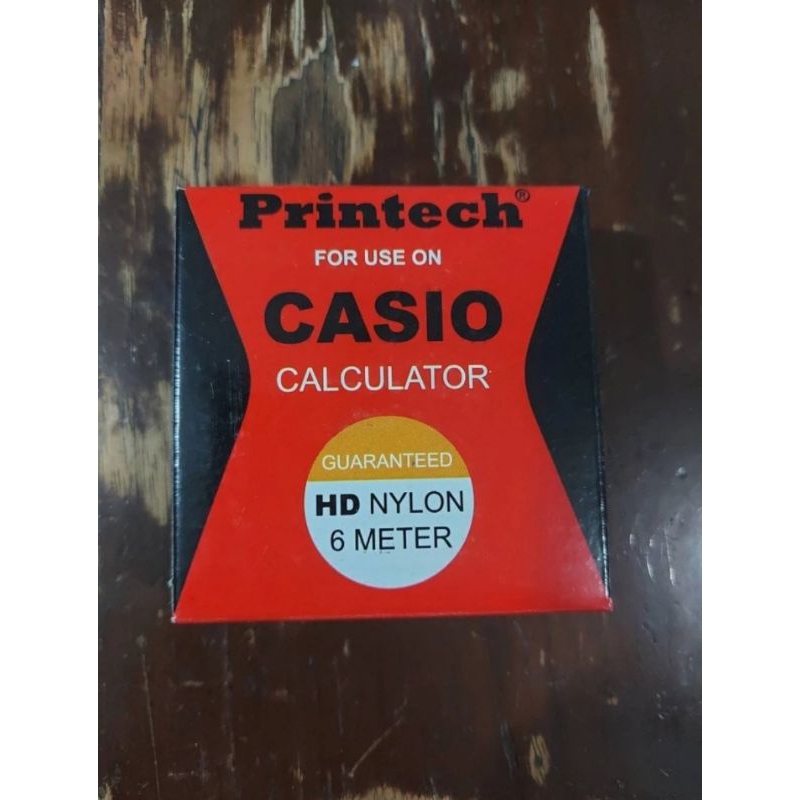 Printech®
FOR USE ON
CASIO
CALCULATOR
GUARANTEED
HD NYLON
6 METER